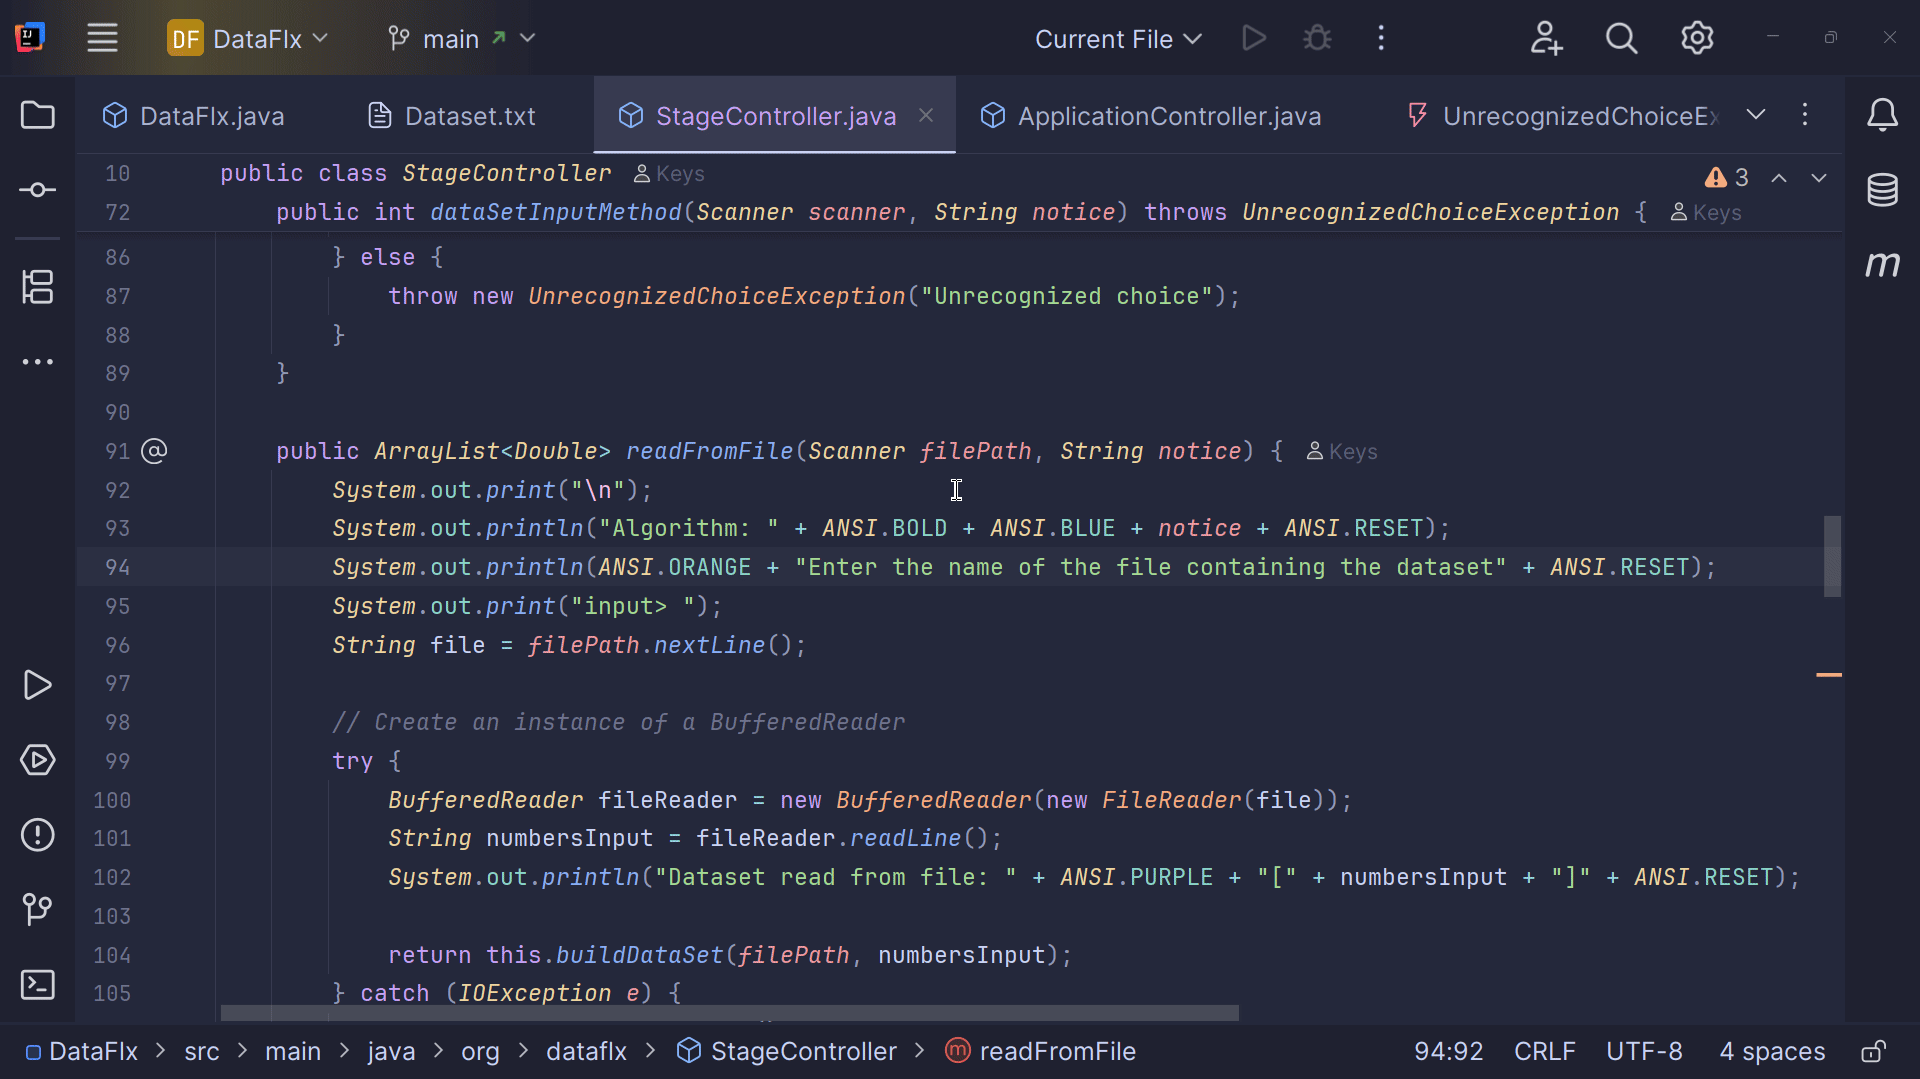 IJ DF DataFlx main Current File
DataFlx.java Dataset.txt StageController.java ApplicationController.java UnrecognizedChoiceEx
10 public class StageController Keys 3
72 public int dataSetInputMethod(Scanner scanner, String notice) throws UnrecognizedChoiceException { Keys
86 } else {
87 throw new UnrecognizedChoiceException("Unrecognized choice");
88 }
89 }
90
91 @ public ArrayList<Double> readFromFile(Scanner filePath, String notice) { Keys
92 System.out.print("\n");
93 System.out.println("Algorithm: " + ANSI.BOLD + ANSI.BLUE + notice + ANSI.RESET);
94 System.out.println(ANSI.ORANGE + "Enter the name of the file containing the dataset" + ANSI.RESET);
95 System.out.print("input> ");
96 String file = filePath.nextLine();
97
98 // Create an instance of a BufferedReader
99 try {
100 BufferedReader fileReader = new BufferedReader(new FileReader(file));
101 String numbersInput = fileReader.readLine();
102 System.out.println("Dataset read from file: " + ANSI.PURPLE + "[" + numbersInput + "]" + ANSI.RESET);
103
104 return this.buildDataSet(filePath, numbersInput);
105 } catch (IOException e) {
m
DataFlx > src > main > java > org > dataflx > StageController > m readFromFile 94:92 CRLF UTF-8 4 spaces